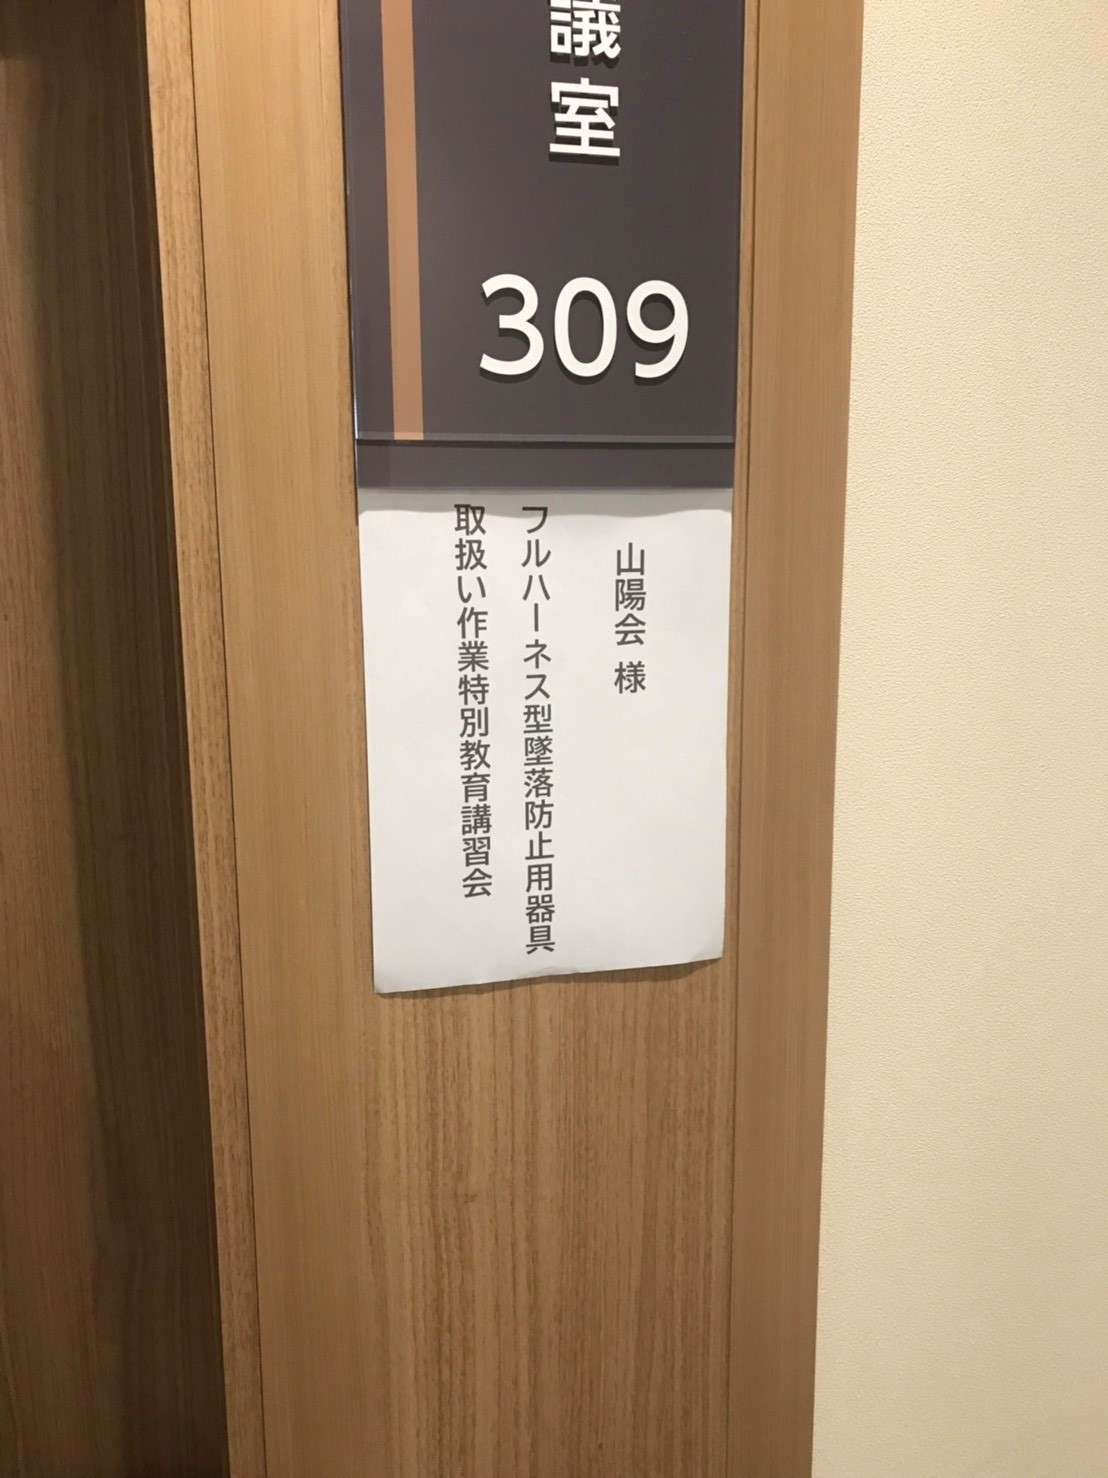 議室
309
山陽会 様
フルハーネス型墜落防止用器具
取扱い作業特別教育講習会